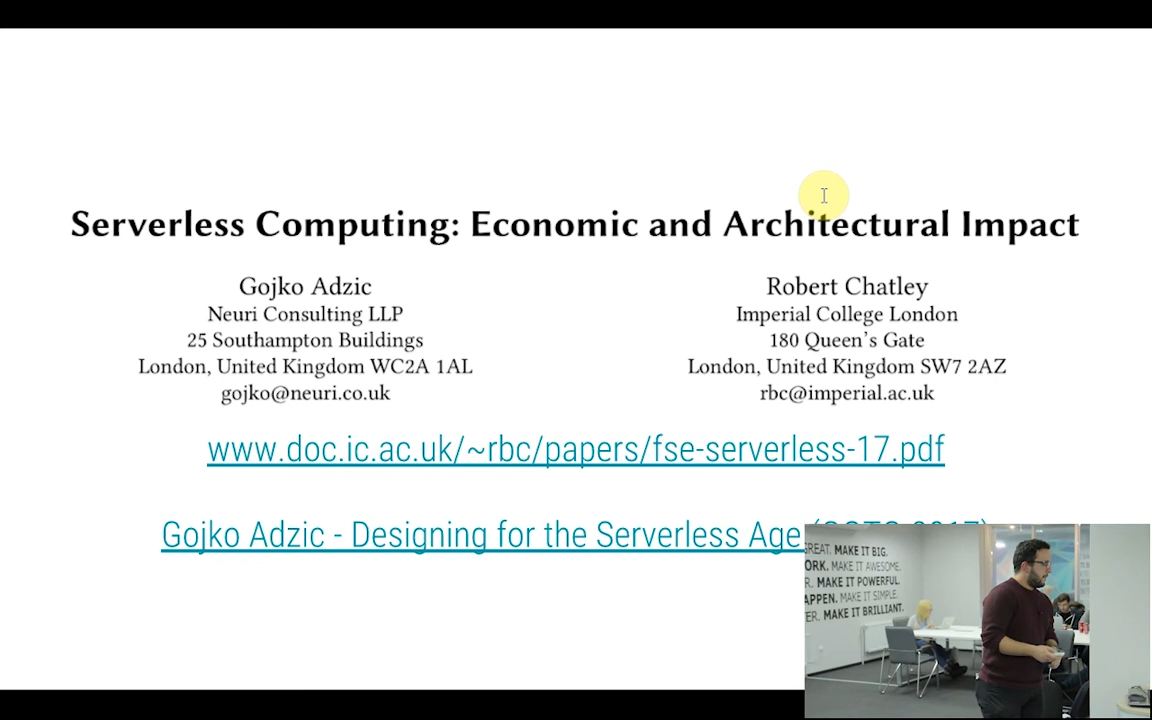 Serverless Computing: Economic and Architectural Impact
Gojko Adzic
Neuri Consulting LLP
25 Southampton Buildings
London, United Kingdom WC2A 1AL
gojko@neuri.co.uk
Robert Chatley
Imperial College London
180 Queen's Gate
London, United Kingdom SW7 2AZ
rbc@imperial.ac.uk
www.doc.ic.ac.uk/~rbc/papers/fse-serverless-17.pdf
Gojko Adzic - Designing for the Serverless Age
GREAT. MAKE IT BIG.
MAKE IT AWESOME.
MAKE IT POWERFUL.
MAKE IT SIMPLE.
MAKE IT BRILLIANT.